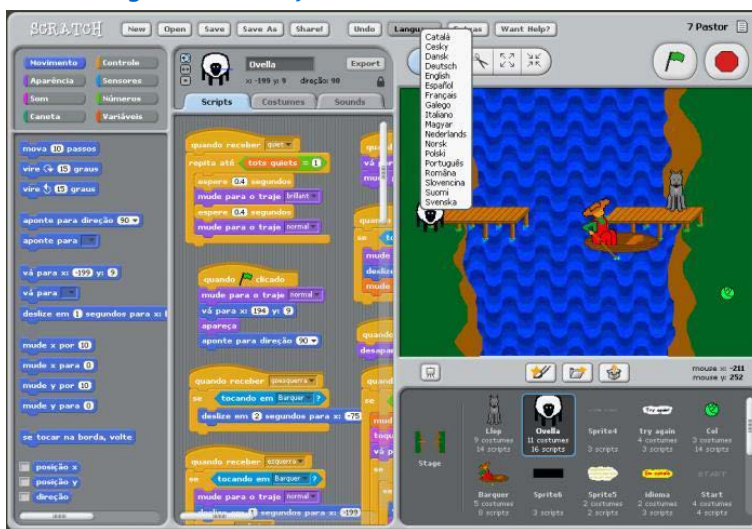 SCRATCH
New
Open
Save
Save As
Share!
Undo
Language
Extras
Want Help?
7 Pastor
Català
Cesky
Dansk
Deutsch
English
Español
Français
Galego
Italiano
Magyar
Nederlands
Norsk
Polski
Português
Româna
Slovencina
Suomi
Svenska
Movimento
Controle
Aparência
Sensores
Som
Números
Caneta
Variáveis
mova 10 passos
vire 15 graus
vire 15 graus
aponte para direção 90
aponte para
vá para x: -199 y: 9
vá para
deslize em 1 segundos para x:
mude x por 10
mude x para 0
mude y por 10
mude y para 0
se tocar na borda, volte
posição x
posição y
direção
Ovella
Export
x: -199 y: 9 direção: 90
Scripts
Costumes
Sounds
quando receber quiet
repita até tots quiets = 1
espere 0.4 segundos
mude para o traje brillant
espere 0.4 segundos
mude para o traje normal
quando clicado
mude para o traje normal
vá para x: 194 y: 9
apareça
aponte para direção 90
quando receber
se tocando em Barquer ?
deslize em 2 segundos para x: -75
quando receber esquerra
se tocando em Barquer ?
mude para o traje normal
deslize em 1 segundos para x: -199
mouse x: -211
mouse y: 252
Stage
Llop
9 costumes
14 scripts
Ovella
11 costumes
16 scripts
Sprite4
3 scripts
try again
4 costumes
3 scripts
Try again!
Col
3 costumes
14 scripts
Barquer
5 costumes
8 scripts
Sprite6
3 scripts
Sprite5
2 costumes
2 scripts
idioma
2 costumes
4 scripts
START
Start
4 costumes
4 scripts